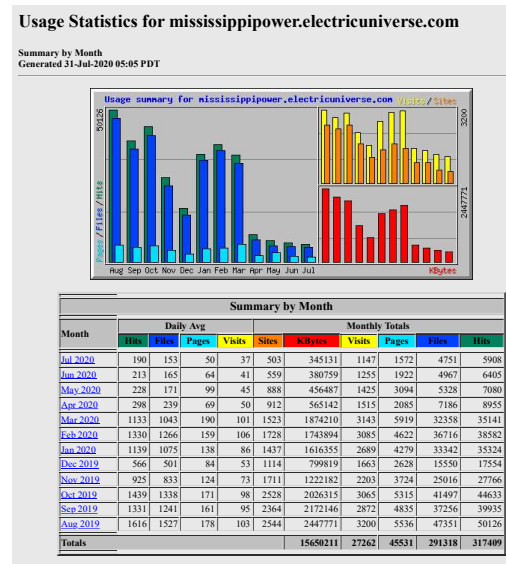 Usage Statistics for mississippipower.electricuniverse.com
Summary by Month
Generated 31-Jul-2020 05:05 PDT
Usage summary for mississippipower.electricuniverse.com Visits/Sites
50126
3200
2447771
Pages/Files/Hits
Aug Sep Oct Nov Dec Jan Feb Mar Apr May Jun Jul
KBytes
Summary by Month
Month Daily Avg Monthly Totals
Hits Files Pages Visits Sites KBytes Visits Pages Files Hits
Jul 2020 190 153 50 37 503 345131 1147 1572 4751 5908
Jun 2020 213 165 64 41 559 380759 1255 1922 4967 6405
May 2020 228 171 99 45 888 456487 1425 3094 5328 7080
Apr 2020 298 239 69 50 912 565142 1515 2085 7186 8955
Mar 2020 1133 1043 190 101 1523 1874210 3143 5919 32358 35141
Feb 2020 1330 1266 159 106 1728 1743894 3085 4622 36716 38582
Jan 2020 1139 1075 138 86 1437 1616355 2689 4279 33342 35324
Dec 2019 566 501 84 53 1114 799819 1663 2628 15550 17554
Nov 2019 925 833 124 73 1711 1222182 2203 3724 25016 27766
Oct 2019 1439 1338 171 98 2528 2026315 3065 5315 41497 44633
Sep 2019 1331 1241 161 95 2364 2172146 2872 4835 37256 39935
Aug 2019 1616 1527 178 103 2544 2447771 3200 5536 47351 50126
Totals 15650211 27262 45531 291318 317409